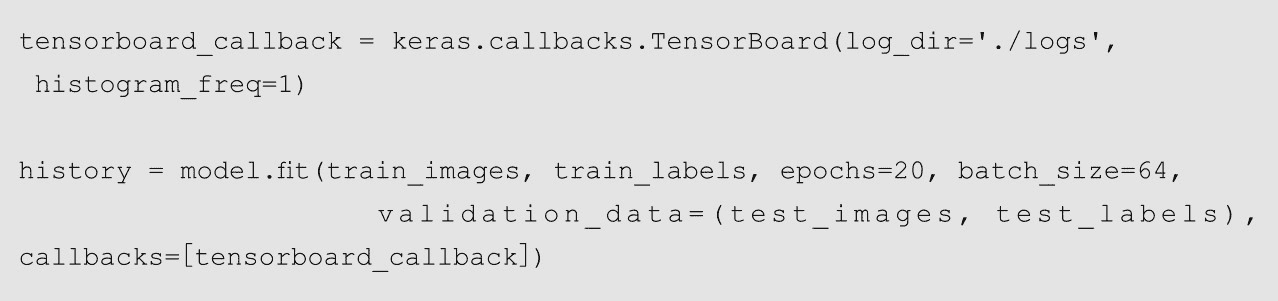 tensorboard_callback = keras.callbacks.TensorBoard(log_dir='./logs',
histogram_freq=1)
history = model.fit(train_images, train_labels, epochs=20, batch_size=64,
validation_data=(test_images, test_labels),
callbacks=[tensorboard_callback])